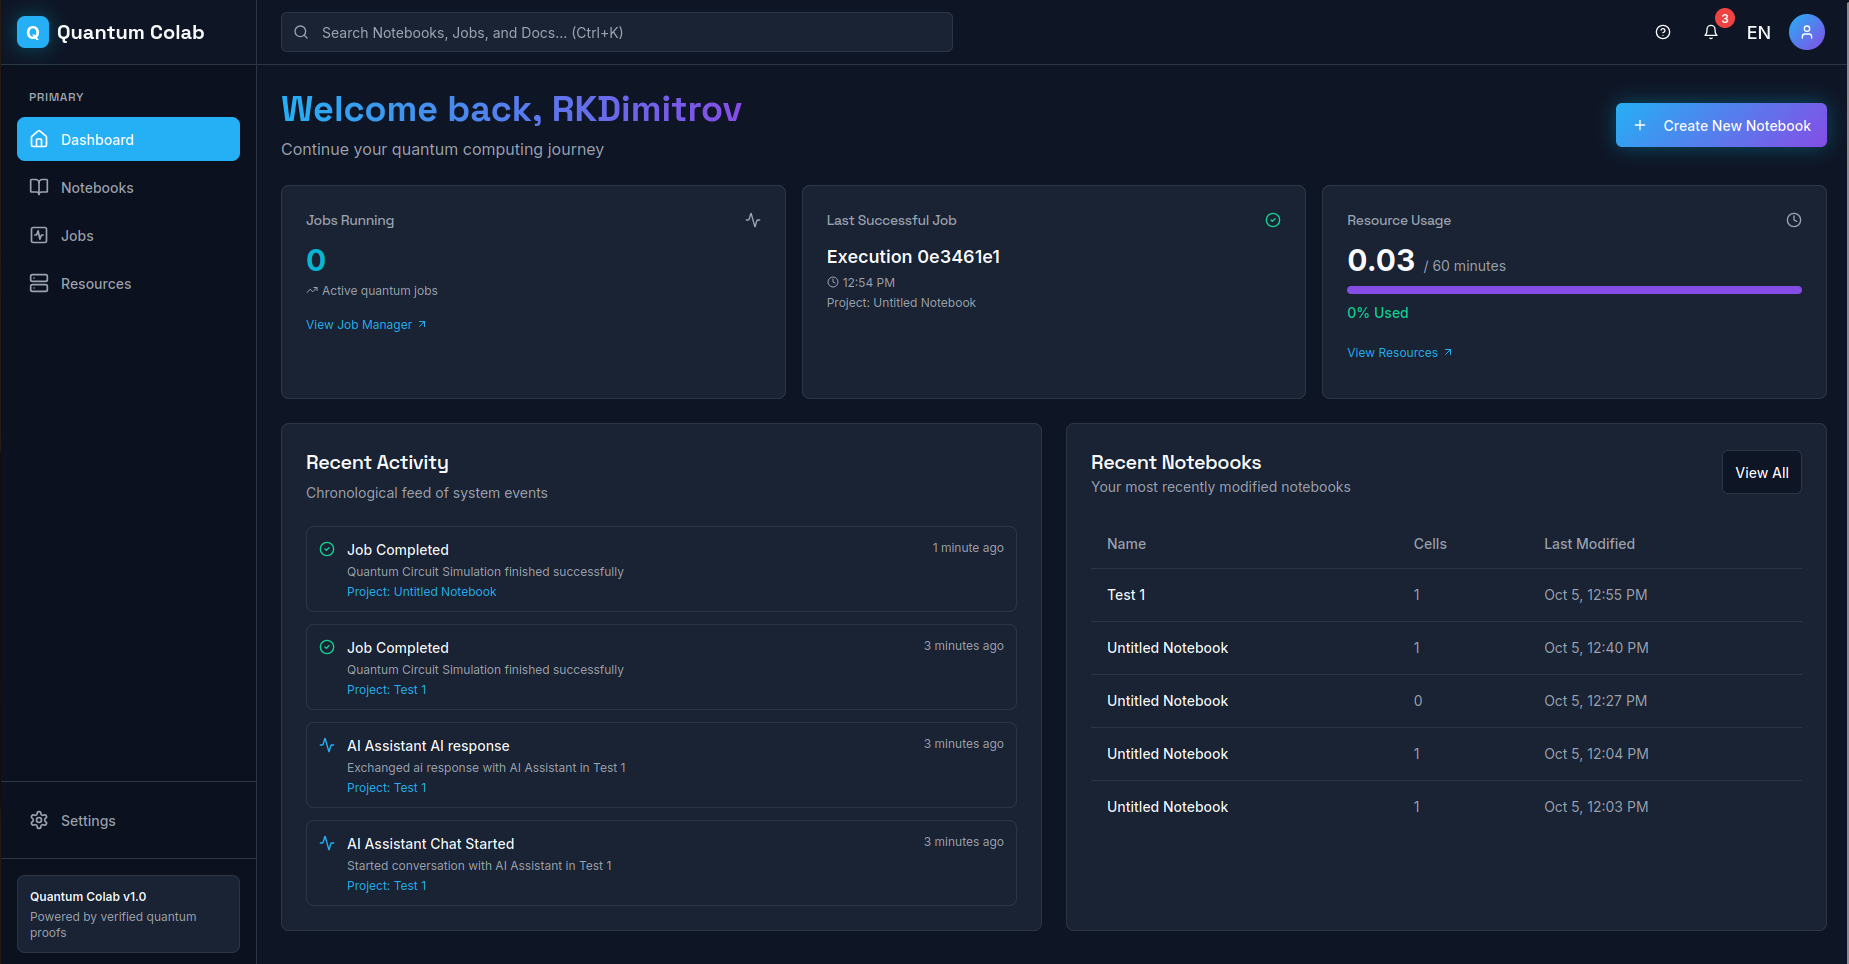 Q Quantum Colab
Search Notebooks, Jobs, and Docs... (Ctrl+K)
3
EN
PRIMARY
Dashboard
Notebooks
Jobs
Resources
Settings
Quantum Colab v1.0
Powered by verified quantum
proofs
Welcome back, RKDimitrov
Continue your quantum computing journey
Create New Notebook
Jobs Running
0
Active quantum jobs
View Job Manager
Last Successful Job
Execution 0e3461e1
12:54 PM
Project: Untitled Notebook
Resource Usage
0.03 / 60 minutes
0% Used
View Resources
Recent Activity
Chronological feed of system events
Job Completed 1 minute ago
Quantum Circuit Simulation finished successfully
Project: Untitled Notebook
Job Completed 3 minutes ago
Quantum Circuit Simulation finished successfully
Project: Test 1
AI Assistant AI response 3 minutes ago
Exchanged ai response with AI Assistant in Test 1
Project: Test 1
AI Assistant Chat Started 3 minutes ago
Started conversation with AI Assistant in Test 1
Project: Test 1
Recent Notebooks
Your most recently modified notebooks
View All
Name Cells Last Modified
Test 1 1 Oct 5, 12:55 PM
Untitled Notebook 1 Oct 5, 12:40 PM
Untitled Notebook 0 Oct 5, 12:27 PM
Untitled Notebook 1 Oct 5, 12:04 PM
Untitled Notebook 1 Oct 5, 12:03 PM